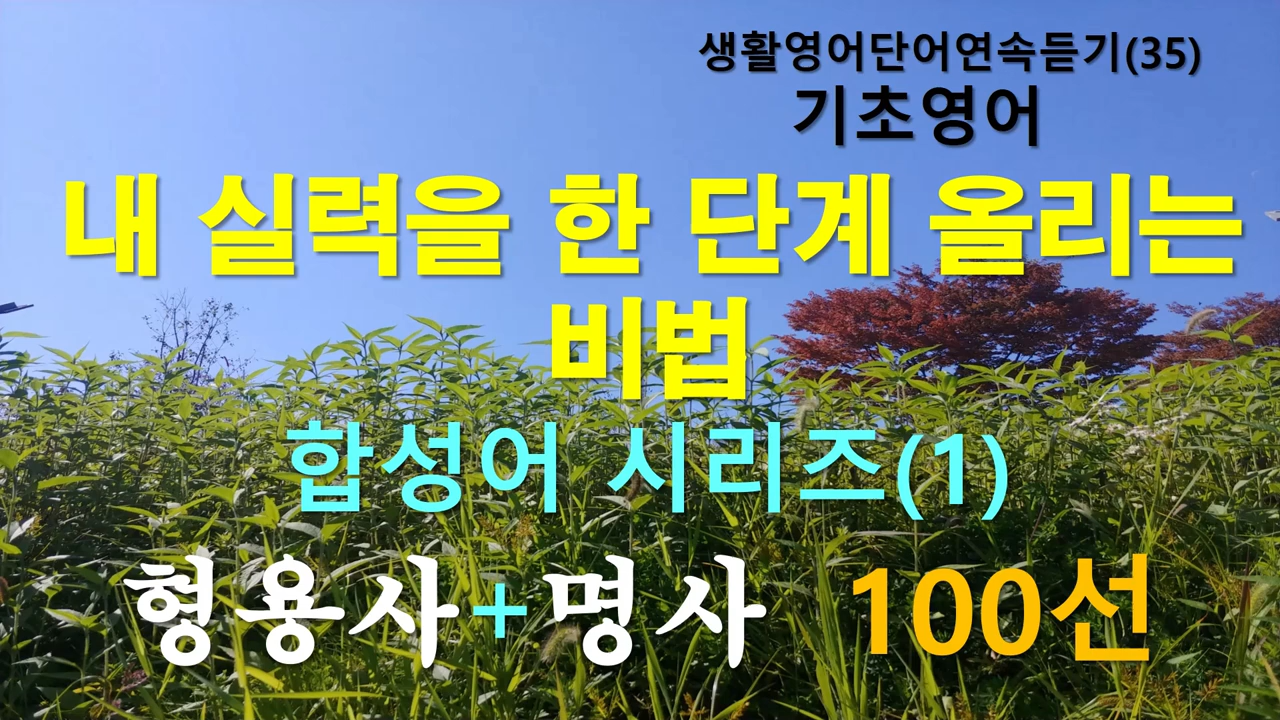 생활영어단어연속듣기(35)
기초영어
내 실력을 한 단계 올리는
비법
합성어 시리즈(1)
형용사+명사 100선